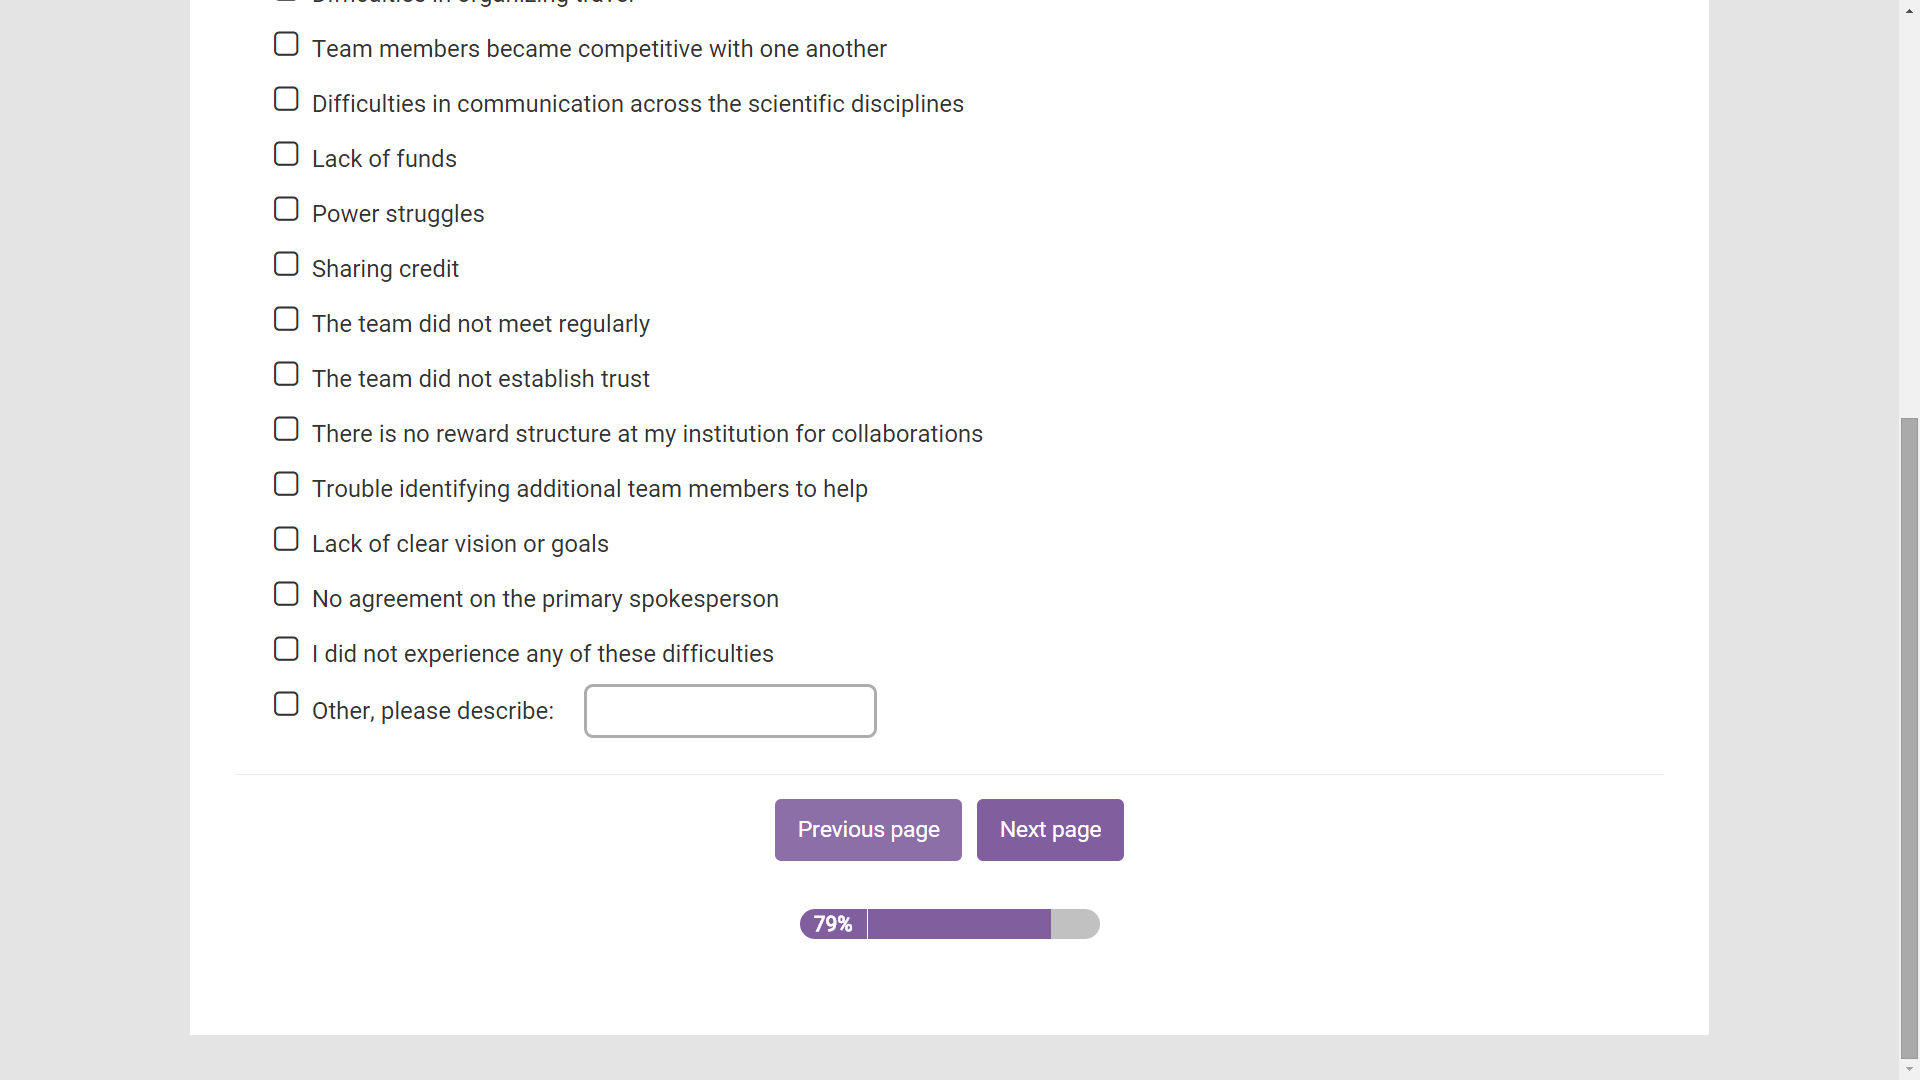 Difficulties in organizing travel
Team members became competitive with one another
Difficulties in communication across the scientific disciplines
Lack of funds
Power struggles
Sharing credit
The team did not meet regularly
The team did not establish trust
There is no reward structure at my institution for collaborations
Trouble identifying additional team members to help
Lack of clear vision or goals
No agreement on the primary spokesperson
I did not experience any of these difficulties
Other, please describe:
Previous page Next page
79%